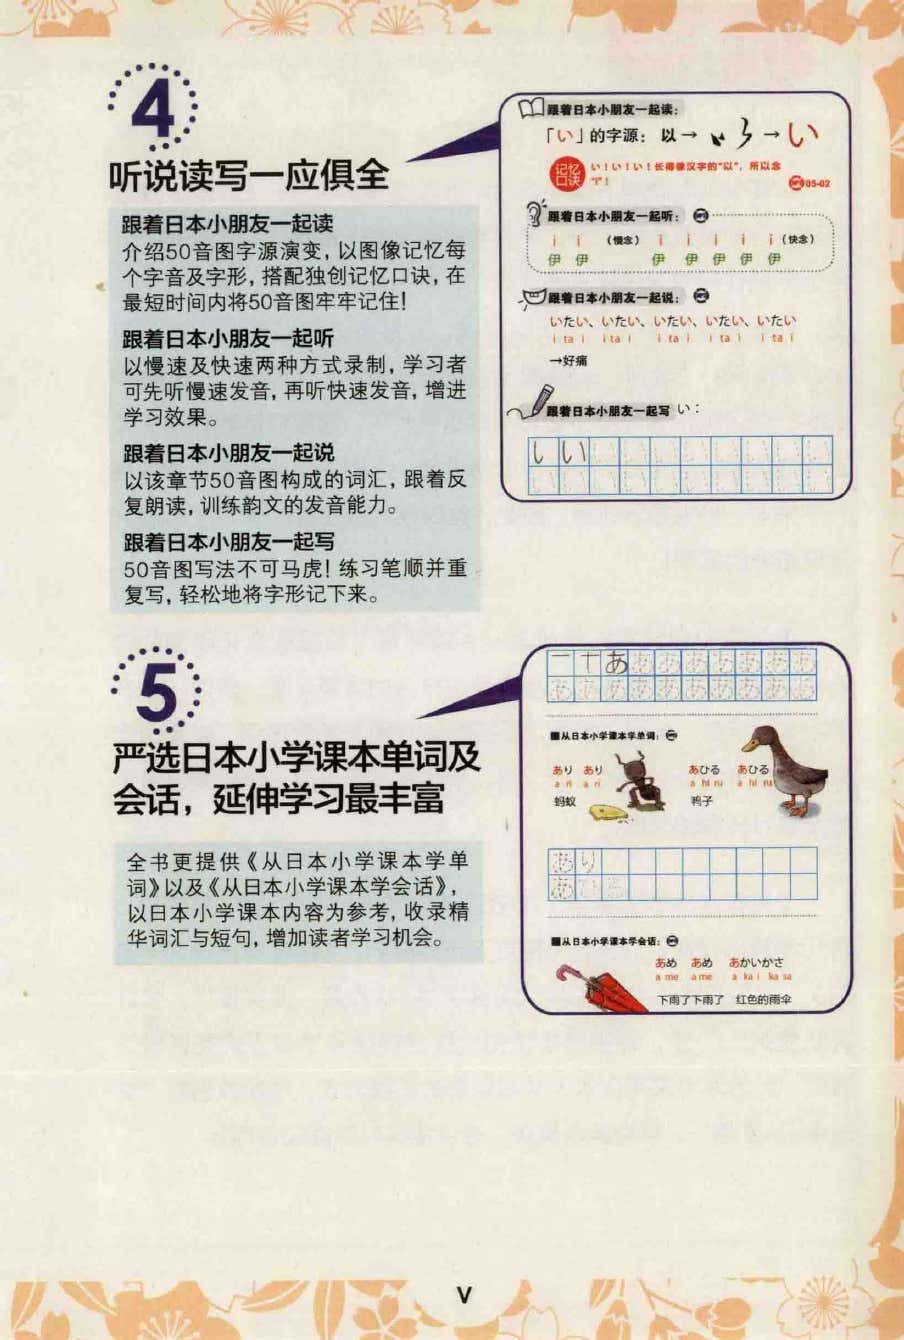 4
听说读写一应俱全
跟着日本小朋友一起读
介绍50音图字源演变，以图像记忆每
个字音及字形，搭配独创记忆口诀，在
最短时间内将50音图牢牢记住！
跟着日本小朋友一起听
以慢速及快速两种方式录制，学习者
可先听慢速发音，再听快速发音，增进
学习效果。
跟着日本小朋友一起说
以该章节50音图构成的词汇，跟着反
复朗读，训练韵文的发音能力。
跟着日本小朋友一起写
50音图写法不可马虎！练习笔顺并重
复写，轻松地将字形记下来。
跟着日本小朋友一起读：
「い」的字源：以→ →い
记忆
口诀
い！い！い！长得像汉字的“以”，所以念
“i”！
05-02
跟着日本小朋友一起听：
i i （慢念） i i i i i（快念）
伊 伊 伊 伊 伊 伊 伊
跟着日本小朋友一起说：
いたい、いたい、いたい、いたい、いたい
i ta i i ta i i ta i i ta i i ta i
→好痛
跟着日本小朋友一起写 い：
い い
5
严选日本小学课本单词及
会话，延伸学习最丰富
全书更提供《从日本小学课本学单
词》以及《从日本小学课本学会话》，
以日本小学课本内容为参考，收录精
华词汇与短句，增加读者学习机会。
あ あ あ あ あ あ あ あ
あ あ あ あ あ あ あ あ あ あ
■从日本小学课本学单词：
あり あり あひる あひる
a ri a ri a hi ru a hi ru
蚂蚁 鸭子
あり
あひる
■从日本小学课本学会话：
あめ あめ あかいかさ
a me a me a ka i ka sa
下雨了下雨了 红色的雨伞
V